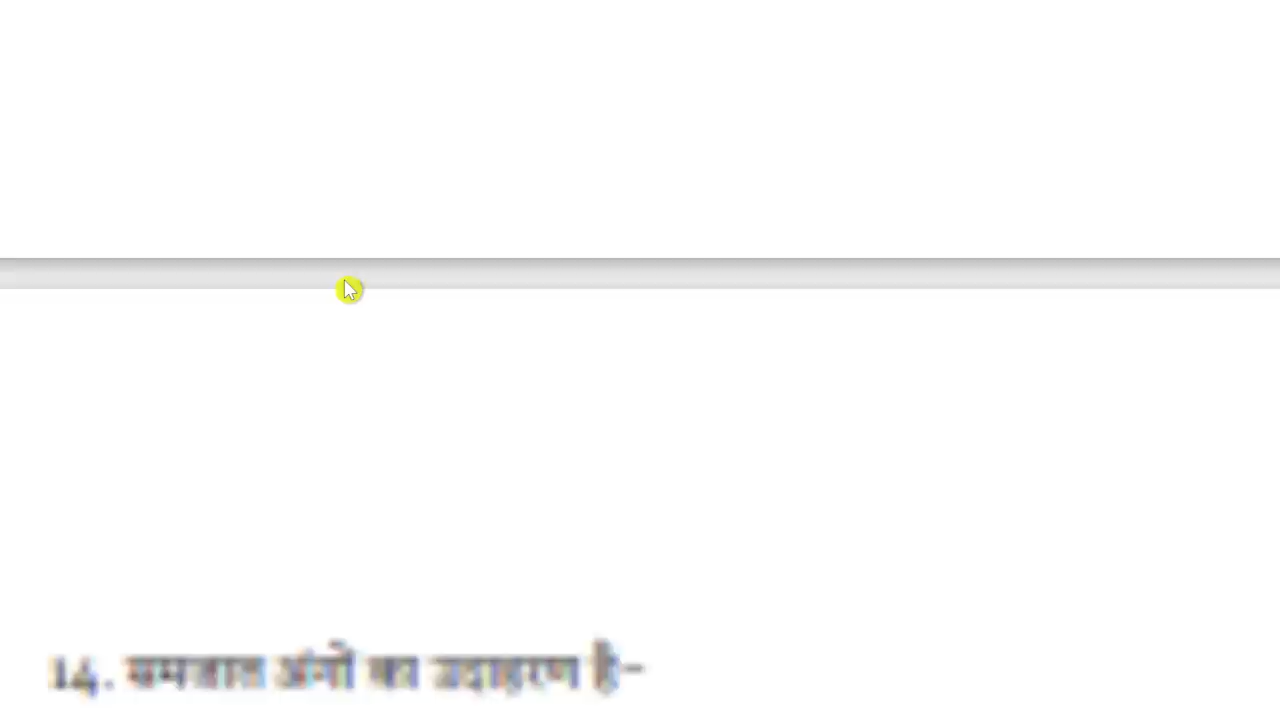 14. समजात अंगों का उदाहरण है-